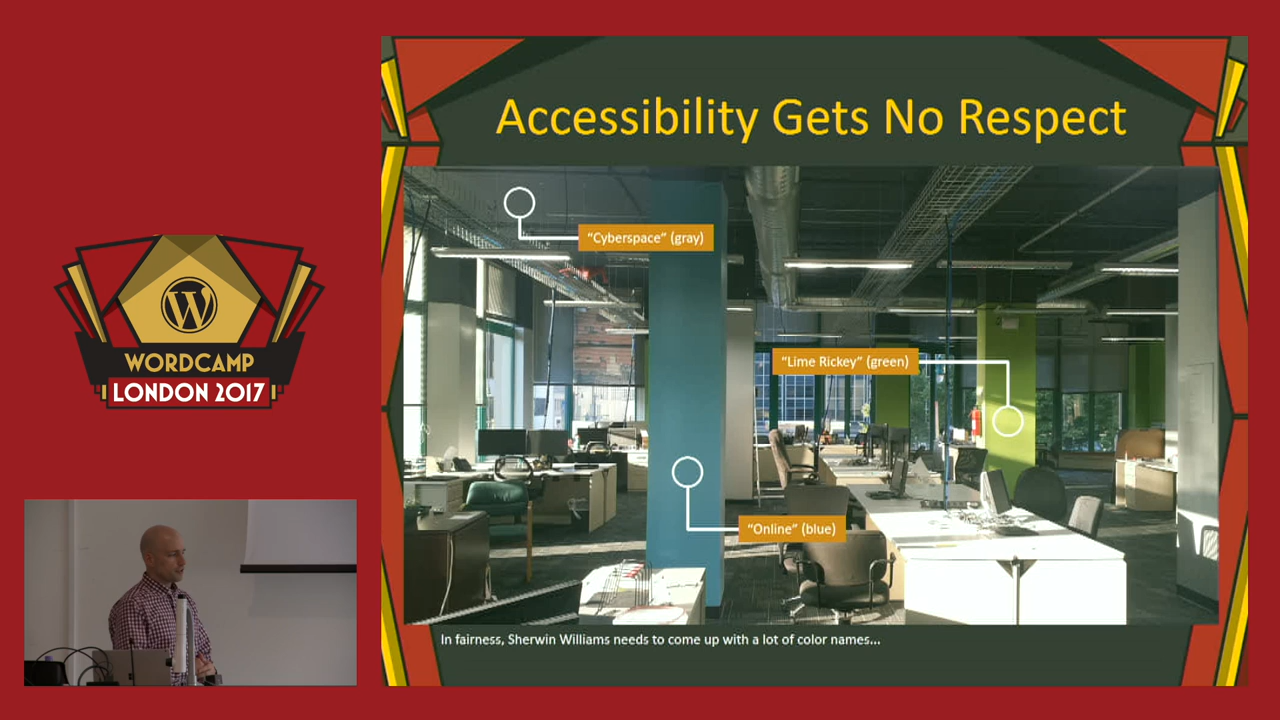 Accessibility Gets No Respect
"Cyberspace" (gray)
"Lime Rickey" (green)
"Online" (blue)
In fairness, Sherwin Williams needs to come up with a lot of color names...
W
WORDCAMP
LONDON 2017